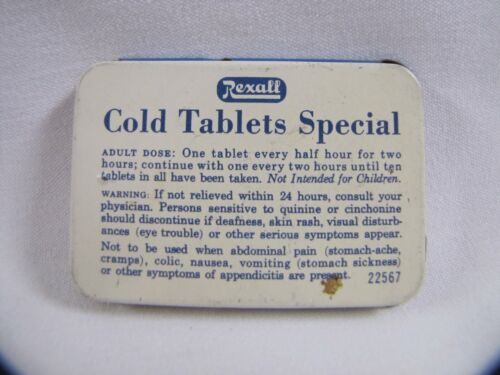 Rexall
Cold Tablets Special
ADULT DOSE: One tablet every half hour for two
hours; continue with one every two hours until ten
tablets in all have been taken. Not Intended for Children.
WARNING: If not relieved within 24 hours, consult your
physician. Persons sensitive to quinine or cinchonine
should discontinue if deafness, skin rash, visual disturb-
ances (eye trouble) or other serious symptoms appear.
Not to be used when abdominal pain (stomach-ache,
cramps), colic, nausea, vomiting (stomach sickness)
or other symptoms of appendicitis are present. 22567